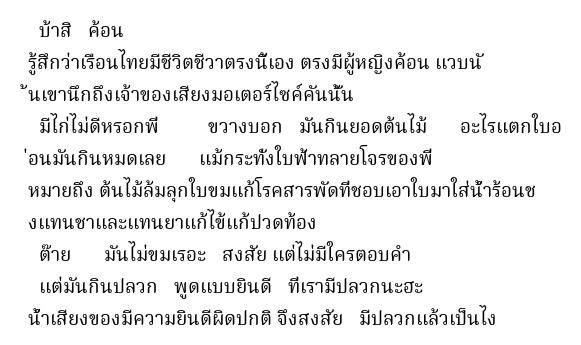 บ้าสิ ค้อน
รู้สึกว่าเรือนไทยมีชีวิตชีวาตรงนี้เอง ตรงมีผู้หญิงค้อน แวบนั
้นเขานึกถึงเจ้าของเสียงมอเตอร์ไซค์คันนั้น
มีไก่ไม่ดีหรอกพี่ ขวางบอก มันกินยอดต้นไม้ อะไรแตกใบอ
่อนมันกินหมดเลย แม้กระทั่งใบฟ้าทลายโจรของพี่
หมายถึง ต้นไม้ล้มลุกใบขมแก้โรคสารพัดที่ชอบเอาใบมาใส่น้ำร้อนช
งแทนชาและแทนยาแก้ไข้แก้ปวดท้อง
ต๊าย มันไม่ขมเรอะ สงสัย แต่ไม่มีใครตอบคำ
แต่มันกินปลวก พูดแบบยินดี ที่เรามีปลวกนะฮะ
น้ำเสียงของมีความยินดีผิดปกติ จึงสงสัย มีปลวกแล้วเป็นไง